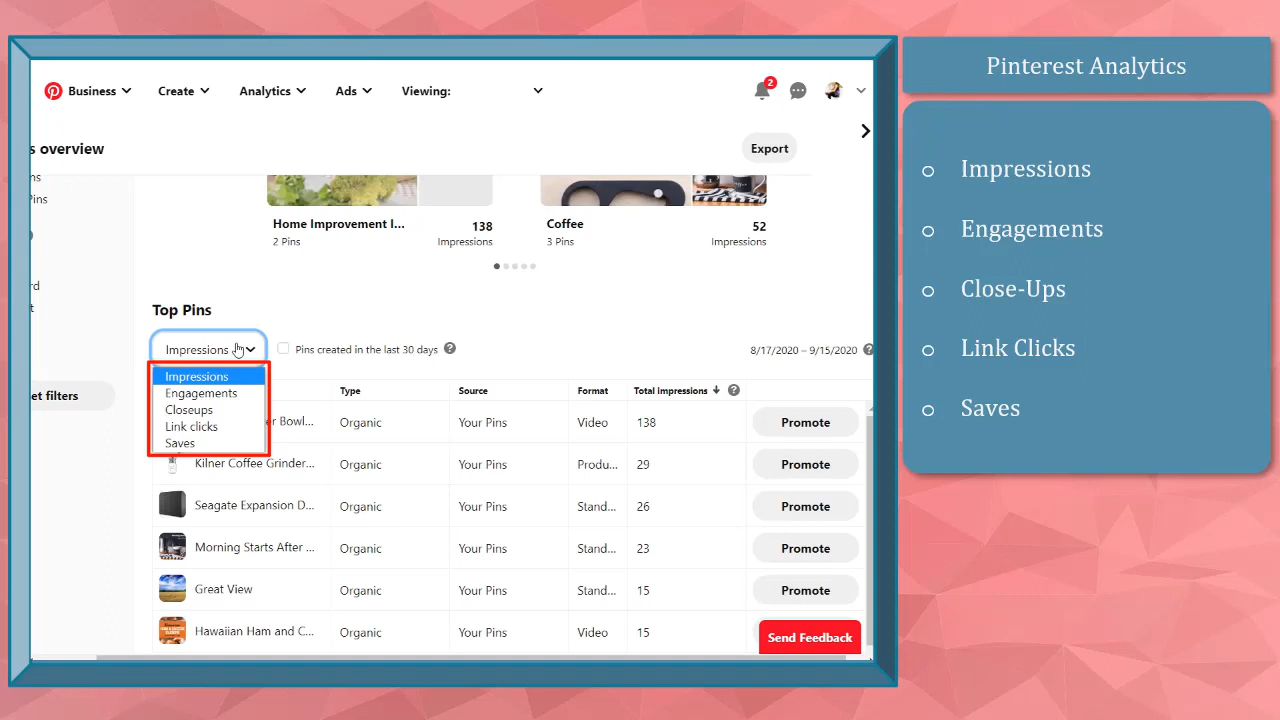 Business Create Analytics Ads Viewing: 2
s overview Export
ns
Pins
rd
t
et filters
Home Improvement I... 138
2 Pins Impressions
Coffee 52
3 Pins Impressions
Top Pins
Impressions Pins created in the last 30 days ? 8/17/2020 – 9/15/2020 ?
Impressions
Engagements
Closeups
Link clicks
Saves
Type Source Format Total impressions ?
er Bowl... Organic Your Pins Video 138 Promote
Kilner Coffee Grinder... Organic Your Pins Produ... 29 Promote
Seagate Expansion D... Organic Your Pins Stand... 26 Promote
Morning Starts After ... Organic Your Pins Stand... 23 Promote
Great View Organic Your Pins Stand... 15 Promote
Hawaiian Ham and C... Organic Your Pins Video 15
Send Feedback
Pinterest Analytics
Impressions
Engagements
Close-Ups
Link Clicks
Saves